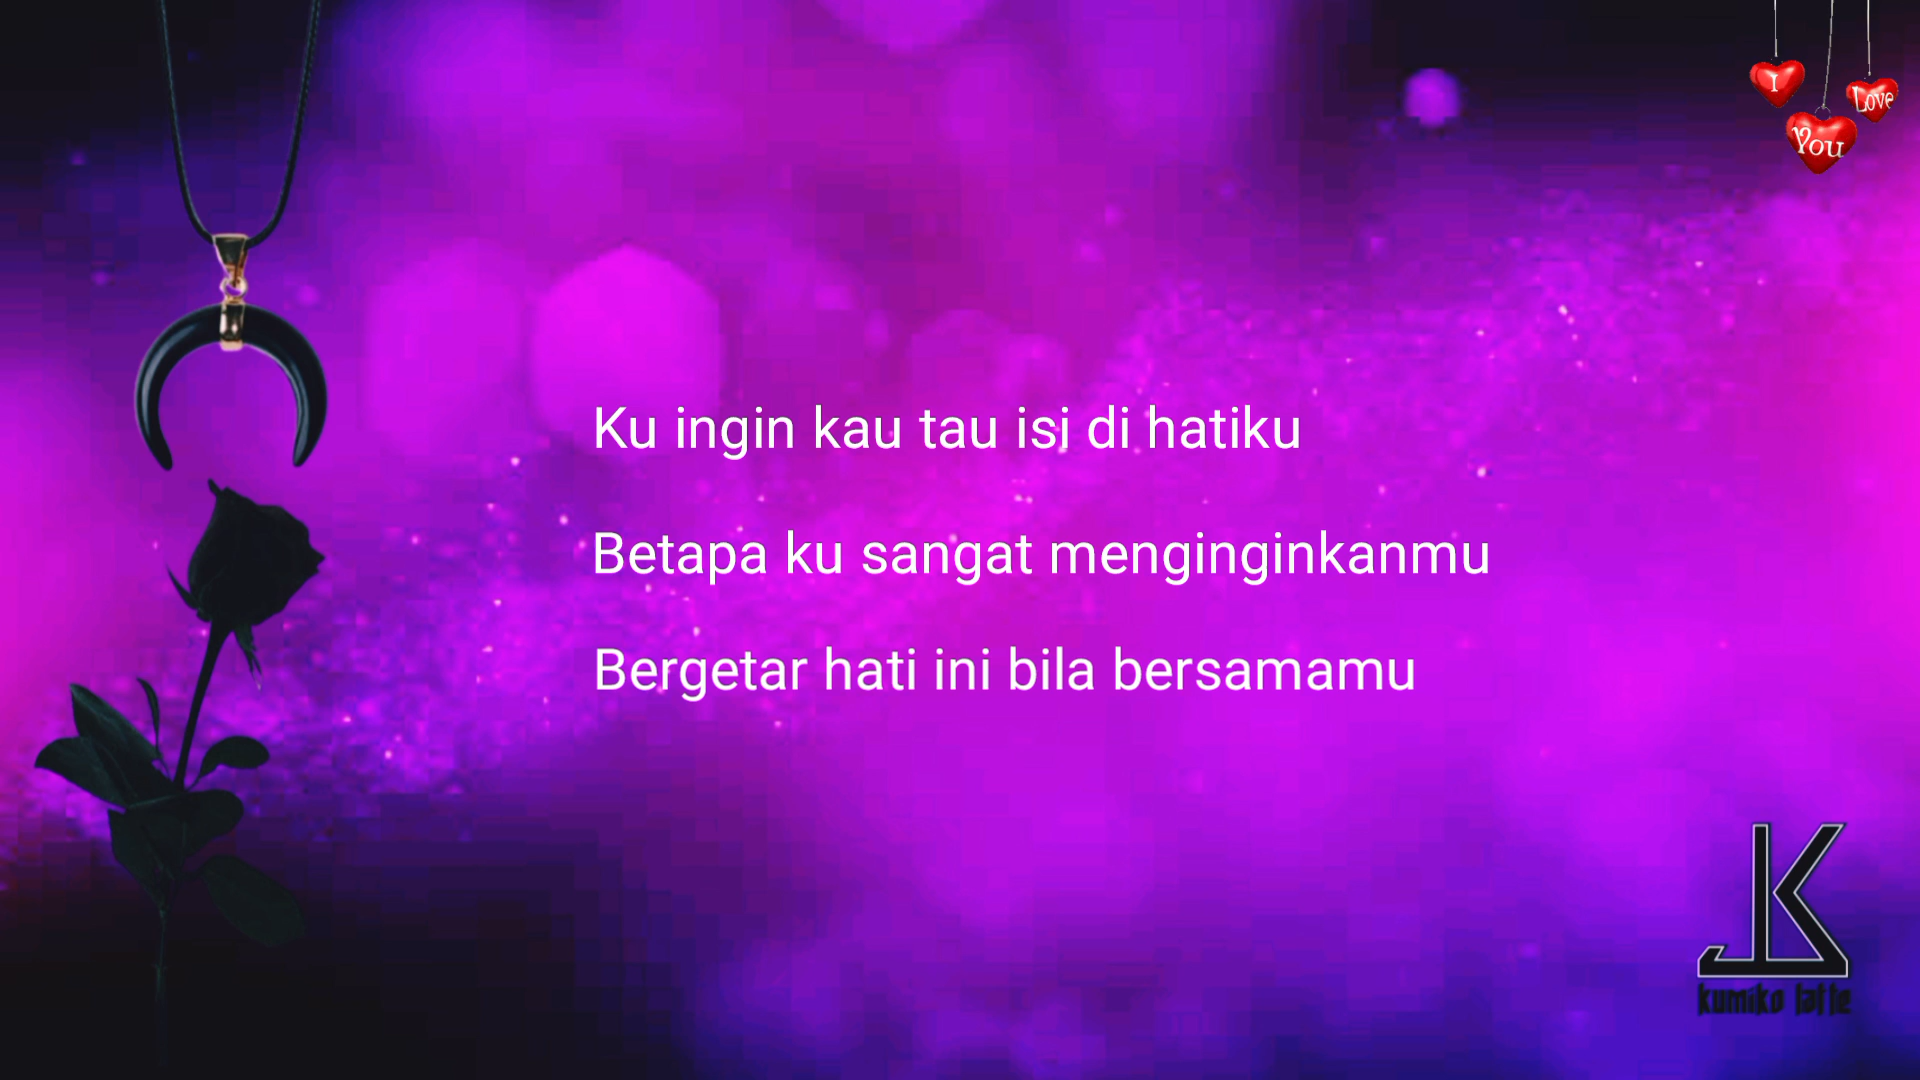 I
Love
You
Ku ingin kau tau isi di hatiku
Betapa ku sangat menginginkanmu
Bergetar hati ini bila bersamamu
kumiko latte